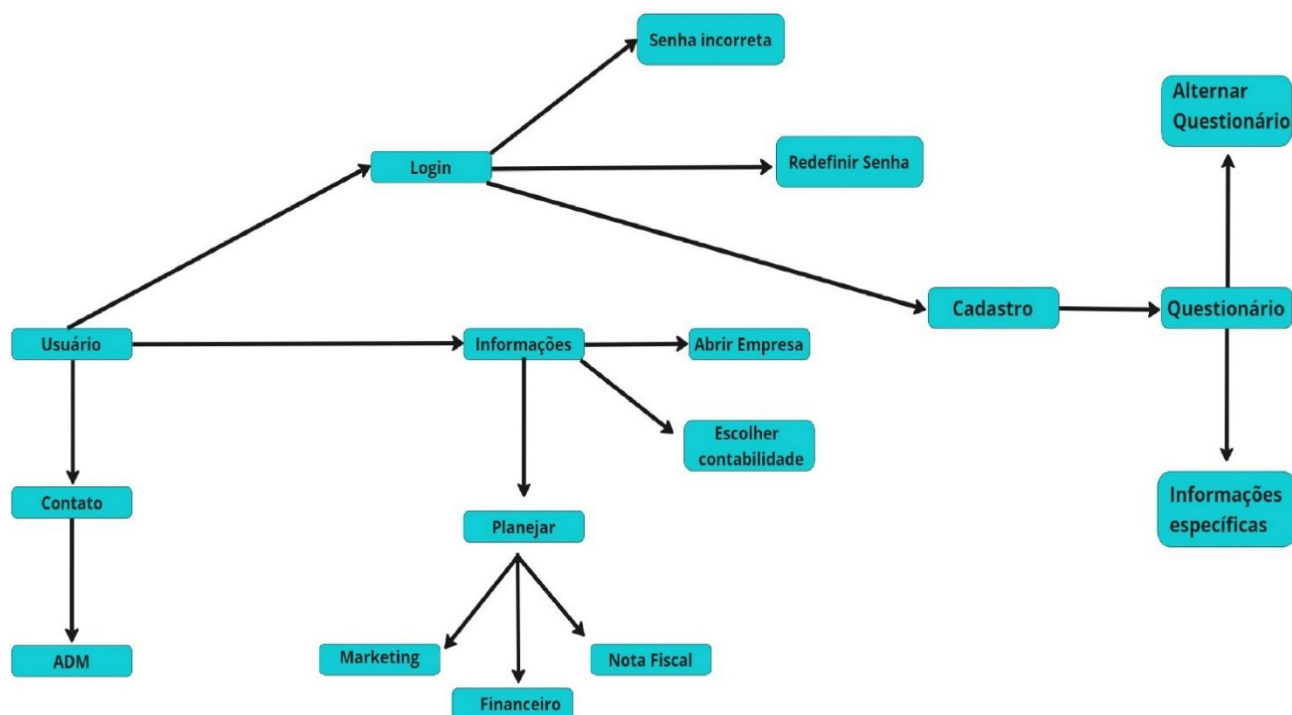 Senha incorreta
Alternar
Questionário
Login
Redefinir Senha
Cadastro
Questionário
Usuário
Informações
Abrir Empresa
Escolher
contabilidade
Contato
Planejar
Informações
específicas
ADM
Marketing
Nota Fiscal
Financeiro